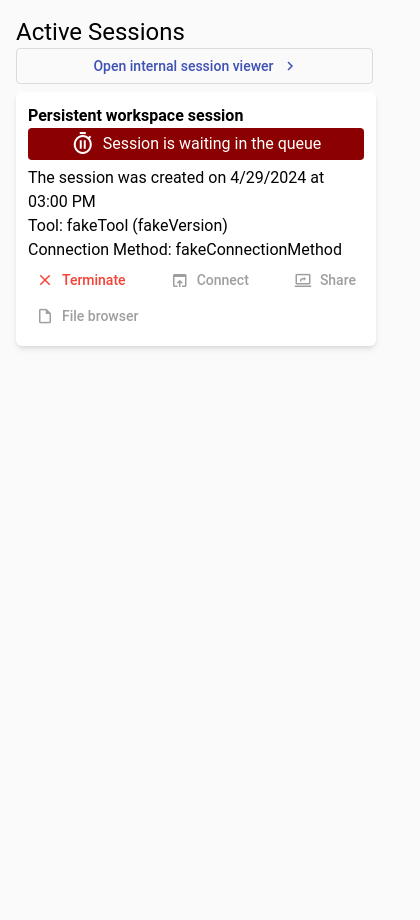 Active Sessions
Open internal session viewer
Persistent workspace session
Session is waiting in the queue
The session was created on 4/29/2024 at
03:00 PM
Tool: fakeTool (fakeVersion)
Connection Method: fakeConnectionMethod
Terminate Connect Share
File browser